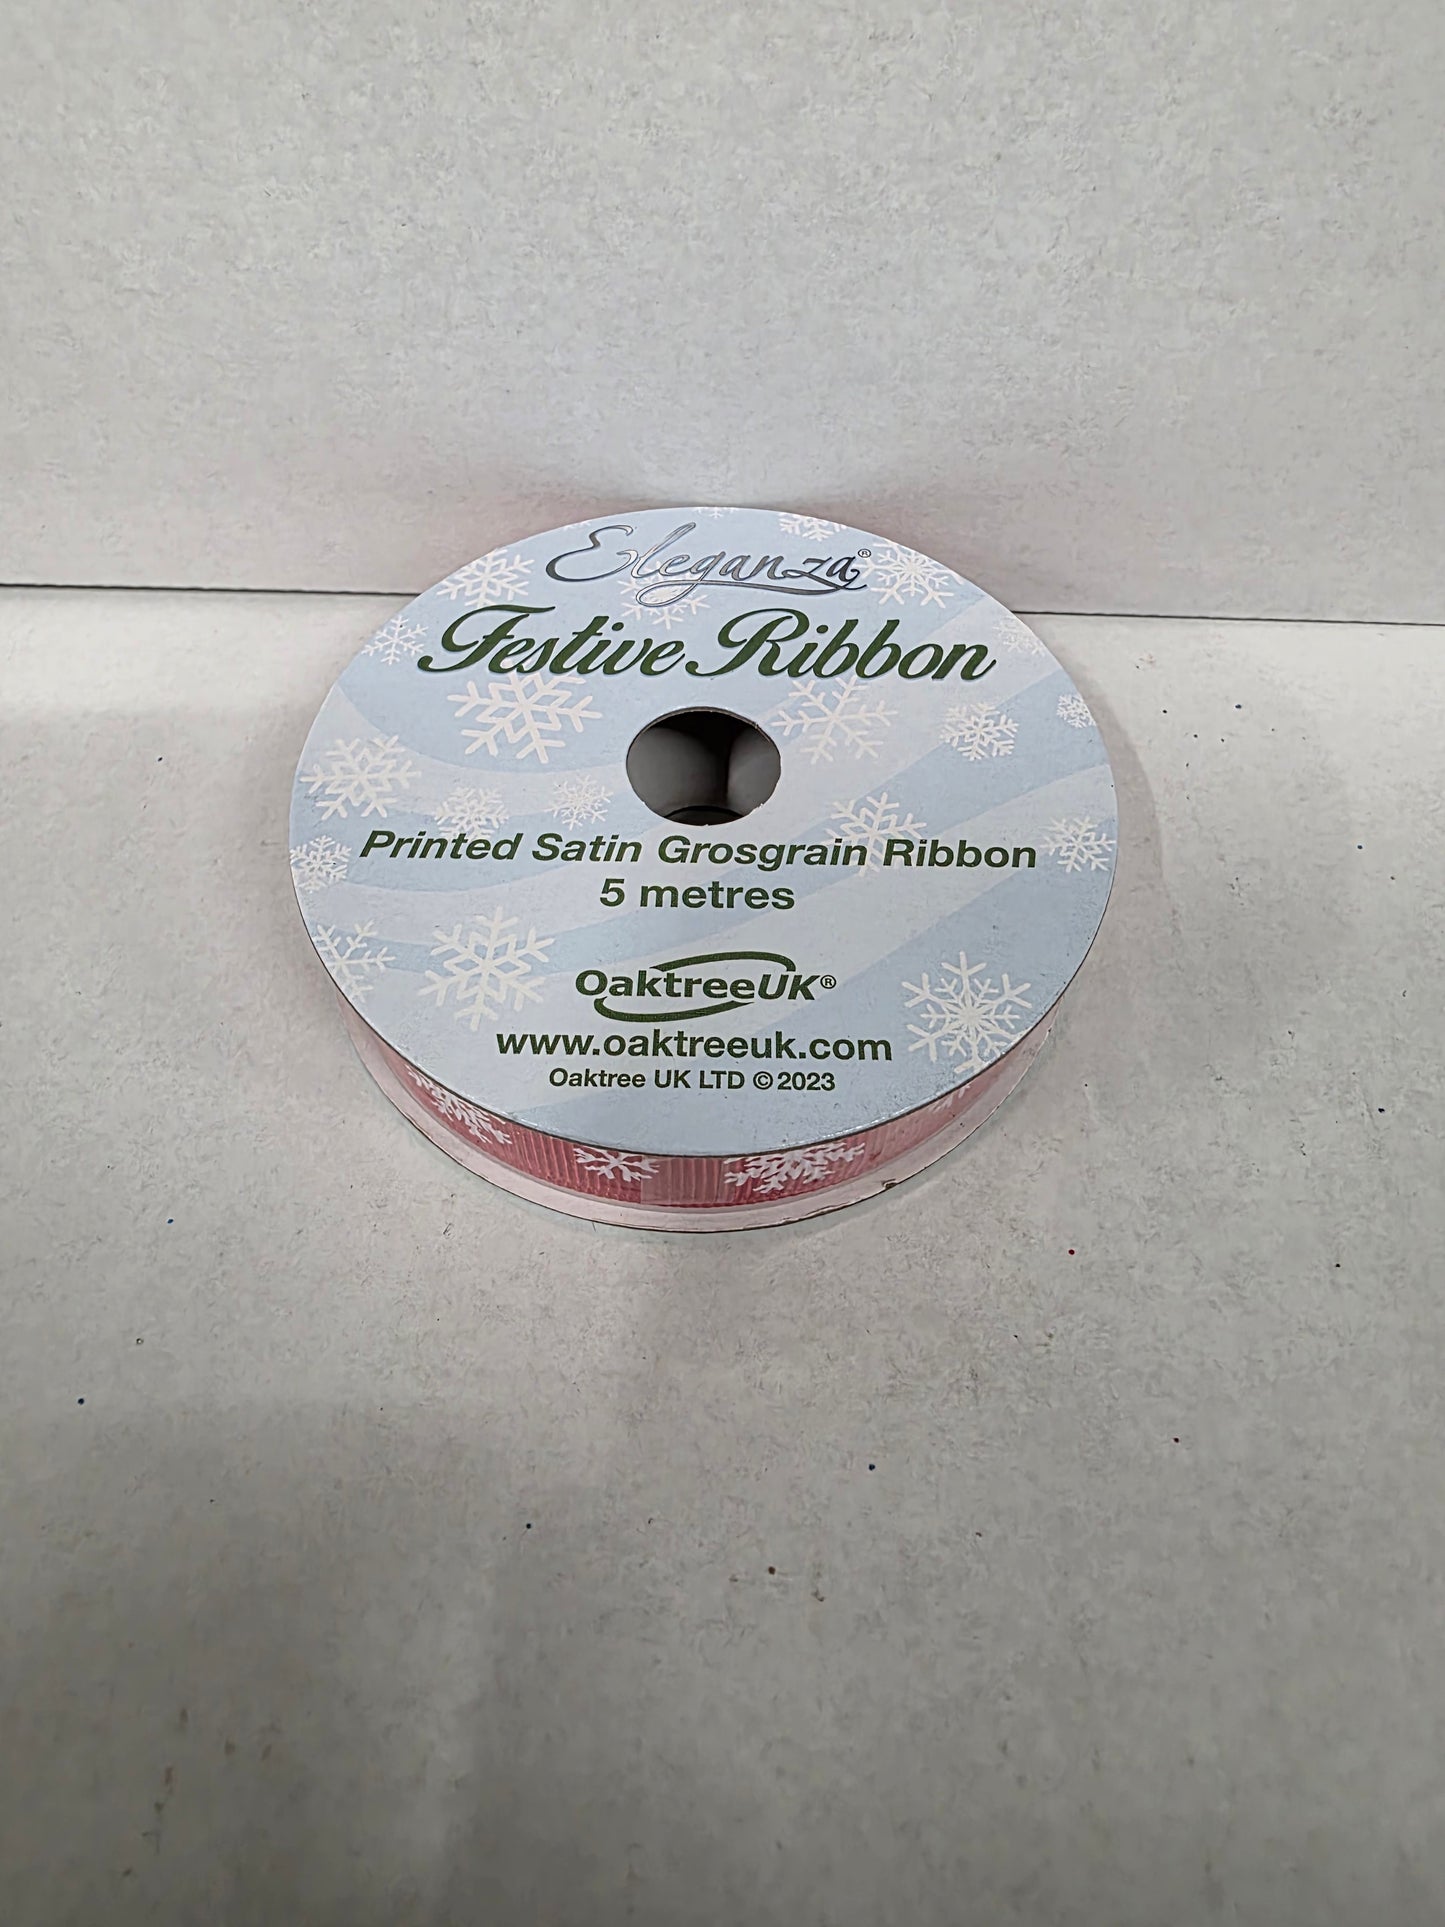 Eleganza®
Festive Ribbon
Printed Satin Grosgrain Ribbon
5 metres
OaktreeUK®
www.oaktreeuk.com
Oaktree UK LTD © 2023